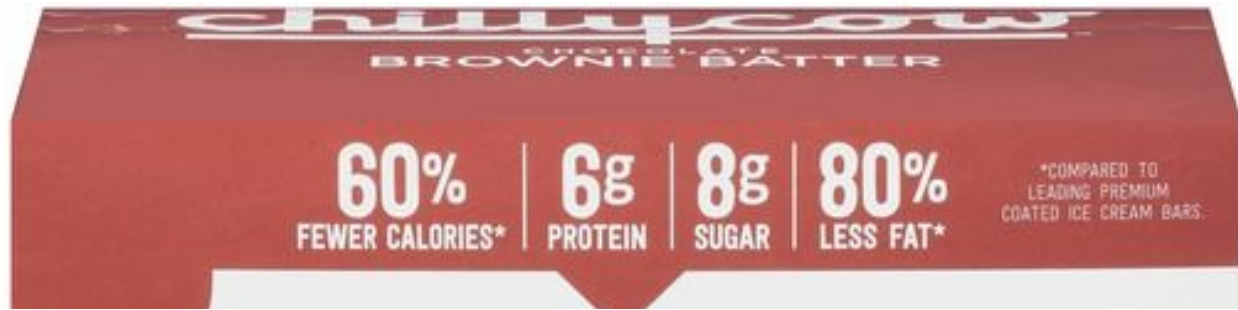 chillycow
CHOCOLATE
BROWNIE BATTER
60%
FEWER CALORIES*
6g
PROTEIN
8g
SUGAR
80%
LESS FAT*
*COMPARED TO
LEADING PREMIUM
COATED ICE CREAM BARS.